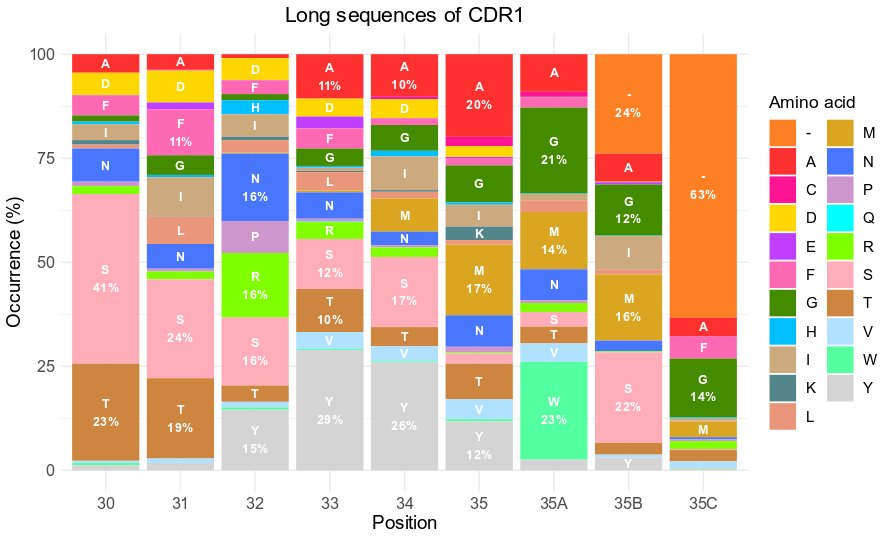 Long sequences of CDR1
Occurrence (%)
100
75
50
25
0
A
D
F
I
N
S
41%
T
23%
A
D
F
11%
G
I
L
N
S
24%
T
19%
D
F
H
I
N
16%
P
R
16%
S
16%
T
Y
15%
A
11%
D
F
G
L
N
R
S
12%
T
10%
V
Y
29%
A
10%
D
G
I
M
N
S
17%
T
V
Y
26%
A
20%
G
I
K
M
17%
N
T
V
Y
12%
A
G
21%
M
14%
N
S
T
V
W
23%
-
24%
A
G
12%
I
M
16%
S
22%
Y
-
63%
A
F
G
14%
M
30 31 32 33 34 35 35A 35B 35C
Position
Amino acid
-
A
C
D
E
F
G
H
I
K
L
M
N
P
Q
R
S
T
V
W
Y